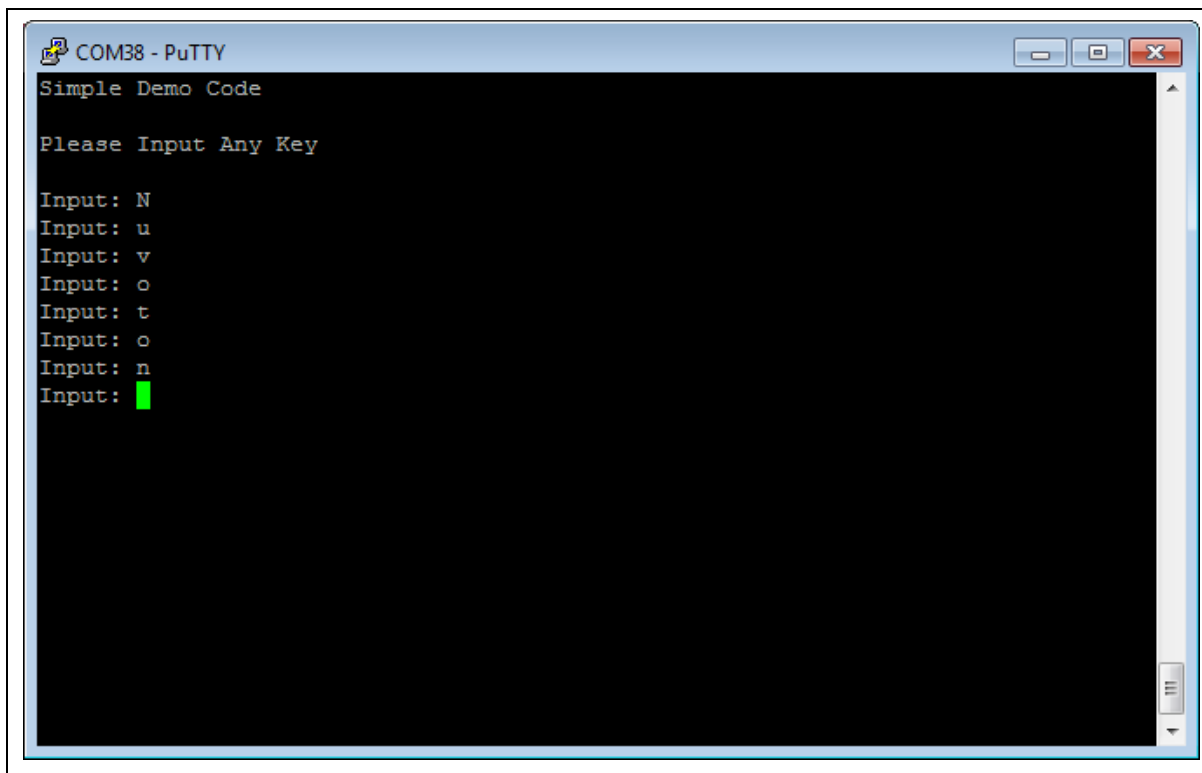 COM38 - PuTTY
Simple Demo Code
Please Input Any Key
Input: N
Input: u
Input: v
Input: o
Input: t
Input: o
Input: n
Input: